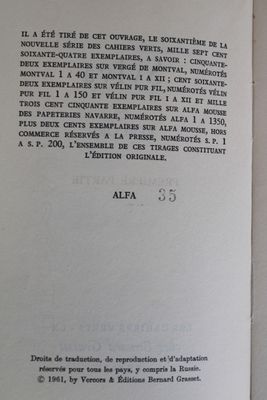 IL A ÉTÉ TIRÉ DE CET OUVRAGE, LE SOIXANTIÈME DE LA
NOUVELLE SÉRIE DES CAHIERS VERTS, MILLE SEPT CENT
SOIXANTE-QUATRE EXEMPLAIRES, A SAVOIR : CINQUANTE-
DEUX EXEMPLAIRES SUR VERGÉ DE MONTVAL, NUMÉROTÉS
MONTVAL 1 A 40 ET MONTVAL I A XII ; CENT SOIXANTE-
DEUX EXEMPLAIRES SUR VÉLIN PUR FIL, NUMÉROTÉS VÉLIN
PUR FIL 1 A 150 ET VÉLIN PUR FIL I A XII ET MILLE
TROIS CENT CINQUANTE EXEMPLAIRES SUR ALFA MOUSSE
DES PAPETERIES NAVARRE, NUMÉROTÉS ALFA 1 A 1350,
PLUS DEUX CENTS EXEMPLAIRES SUR ALFA MOUSSE, HORS
COMMERCE RÉSERVÉS A LA PRESSE, NUMÉROTÉS S. P. 1
A S. P. 200, L'ENSEMBLE DE CES TIRAGES CONSTITUANT
L'ÉDITION ORIGINALE.
ALFA 35
Droits de traduction, de reproduction et d'adaptation
réservés pour tous les pays, y compris la Russie.
© 1961, by Vercors & Éditions Bernard Grasset.